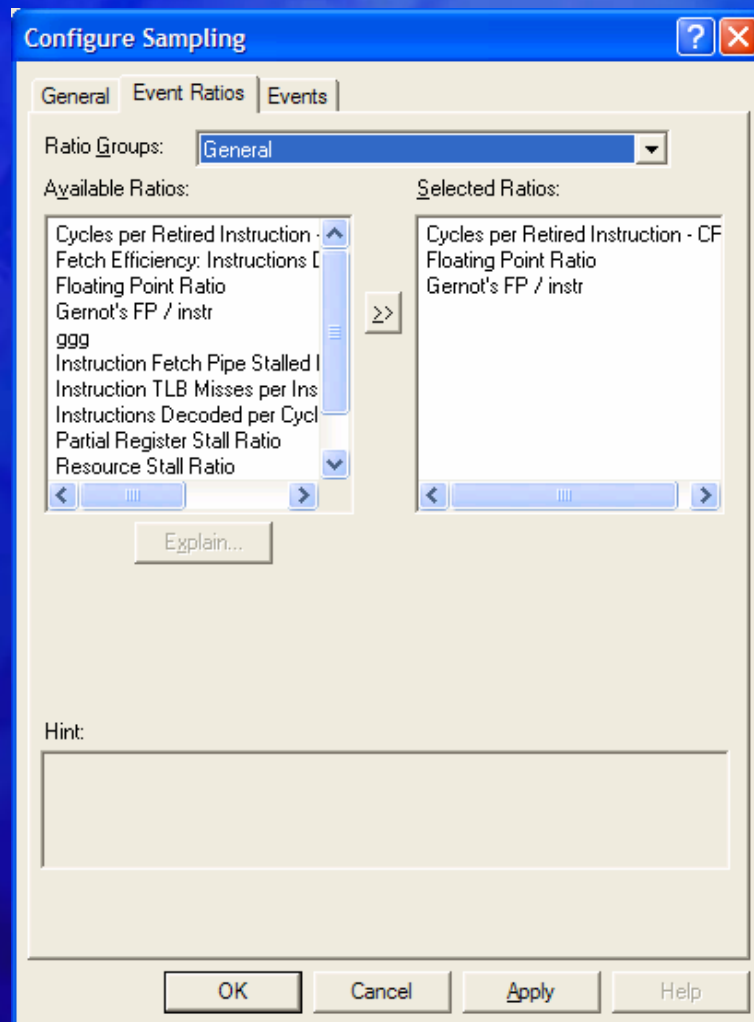 Configure Sampling
General Event Ratios Events
Ratio Groups: General
Available Ratios:
Cycles per Retired Instruction -
Fetch Efficiency: Instructions
Floating Point Ratio
Gernot's FP / instr
ggg
Instruction Fetch Pipe Stalled
Instruction TLB Misses per Ins
Instructions Decoded per Cycl
Partial Register Stall Ratio
Resource Stall Ratio
>>
Selected Ratios:
Cycles per Retired Instruction - CP
Floating Point Ratio
Gernot's FP / instr
Explain...
Hint:
OK Cancel Apply Help